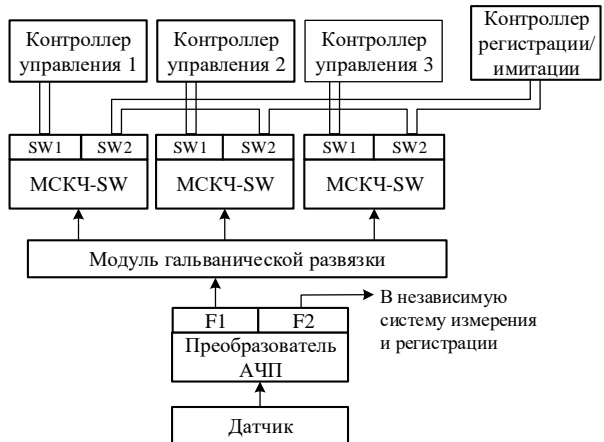 Контроллер
управления 1
Контроллер
управления 2
Контроллер
управления 3
Контроллер
регистрации/
имитации
SW1 SW2 SW1 SW2 SW1 SW2
МСКЧ-SW МСКЧ-SW МСКЧ-SW
Модуль гальванической развязки
F1 F2
Преобразователь
АЧП
В независимую
систему измерения
и регистрации
Датчик